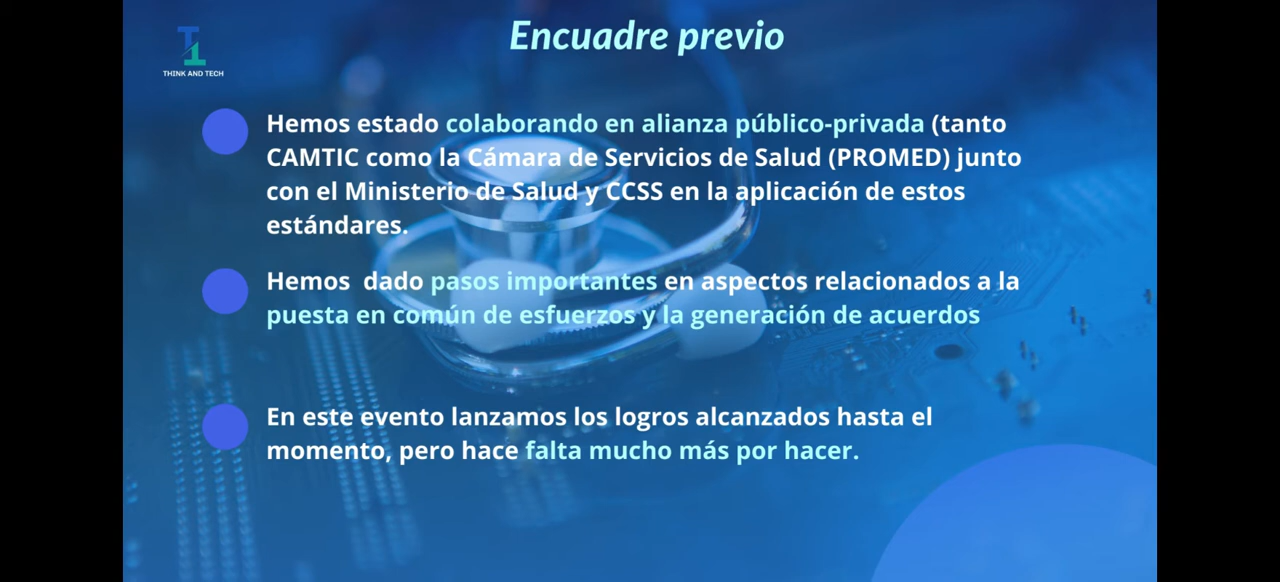 Encuadre previo
THINK AND TECH
Hemos estado colaborando en alianza público-privada (tanto
CAMTIC como la Cámara de Servicios de Salud (PROMED) junto
con el Ministerio de Salud y CCSS en la aplicación de estos
estándares.
Hemos dado pasos importantes en aspectos relacionados a la
puesta en común de esfuerzos y la generación de acuerdos
En este evento lanzamos los logros alcanzados hasta el
momento, pero hace falta mucho más por hacer.